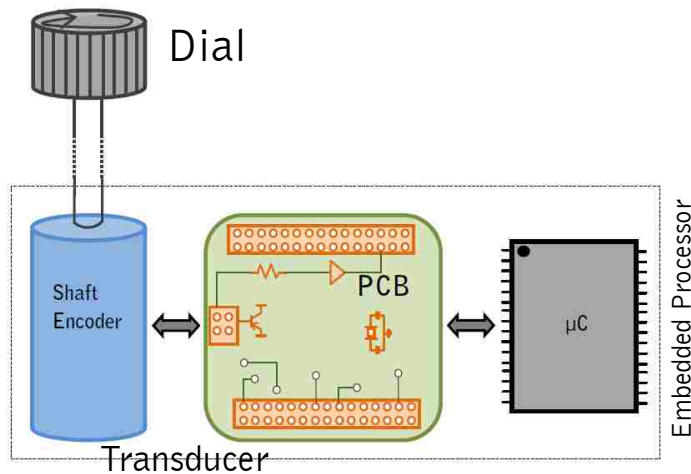 Dial
Shaft
Encoder
PCB
µC
Embedded Processor
Transducer